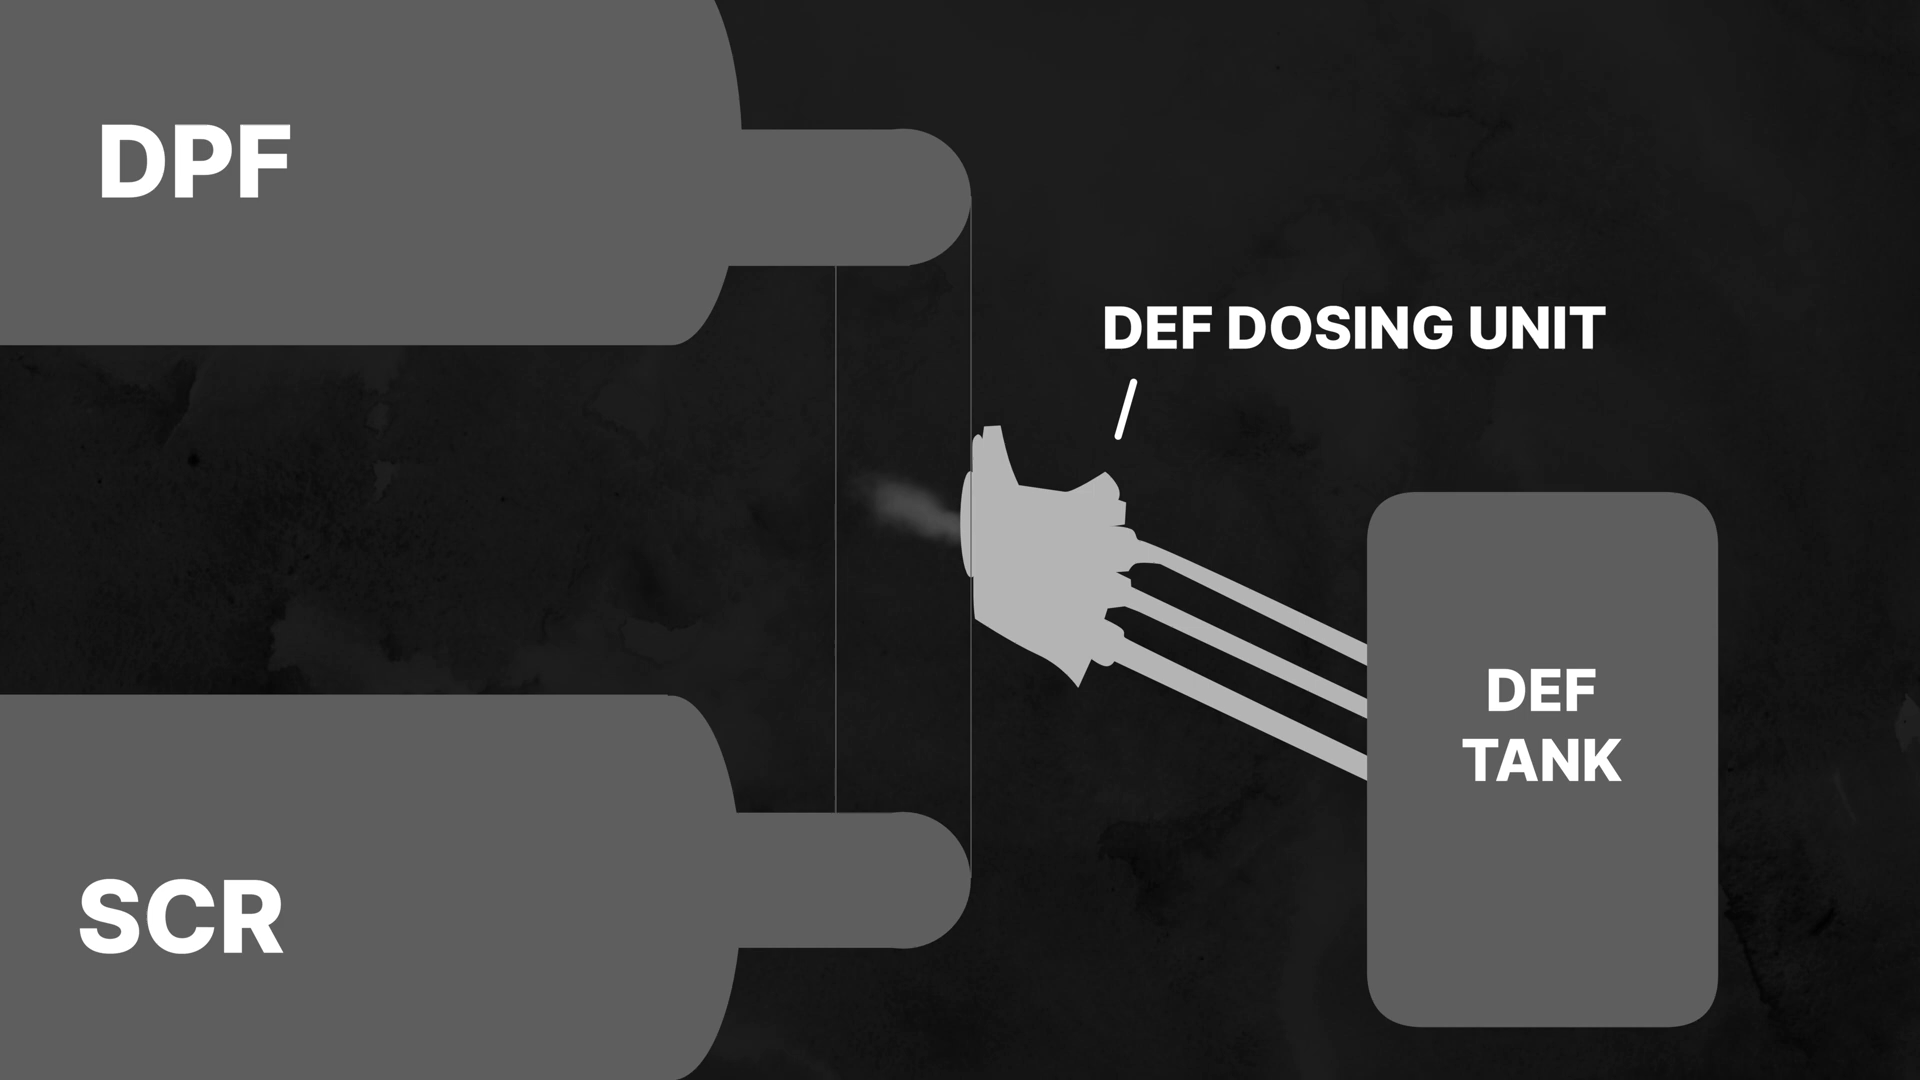 DPF
DEF DOSING UNIT
DEF
TANK
SCR